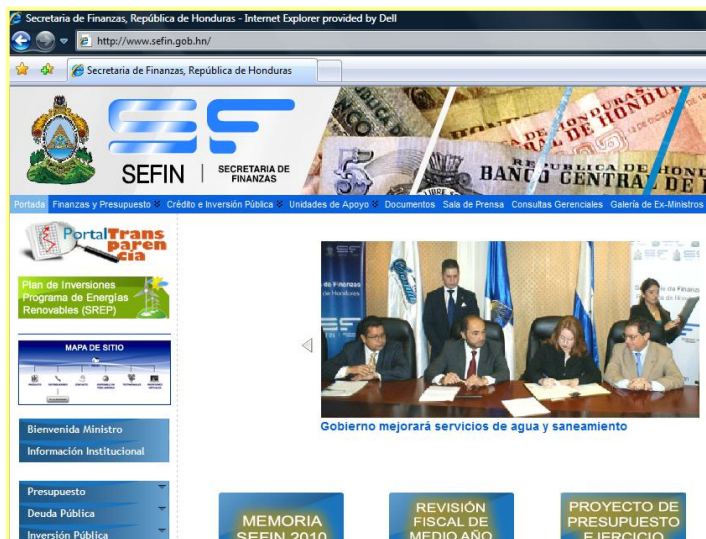 Secretaria de Finanzas, República de Honduras - Internet Explorer provided by Dell
http://www.sefin.gob.hn/
Secretaria de Finanzas, República de Honduras
SEFIN
SECRETARIA DE
FINANZAS
BANCO CENTRAL DE
Portada Finanzas y Presupuesto Crédito e Inversión Pública Unidades de Apoyo Documentos Sala de Prensa Consultas Gerenciales Galería de Ex-Ministros
PortalTrans
paren
cia
Plan de Inversiones
Programa de Energías
Renovables (SREP)
MAPA DE SITIO
Gobierno mejorará servicios de agua y saneamiento
Bienvenida Ministro
Información Institucional
Presupuesto
Deuda Pública
Inversión Pública
MEMORIA
SEFIN 2010
REVISIÓN
FISCAL DE
MEDIO AÑO
PROYECTO DE
PRESUPUESTO
EJERCICIO